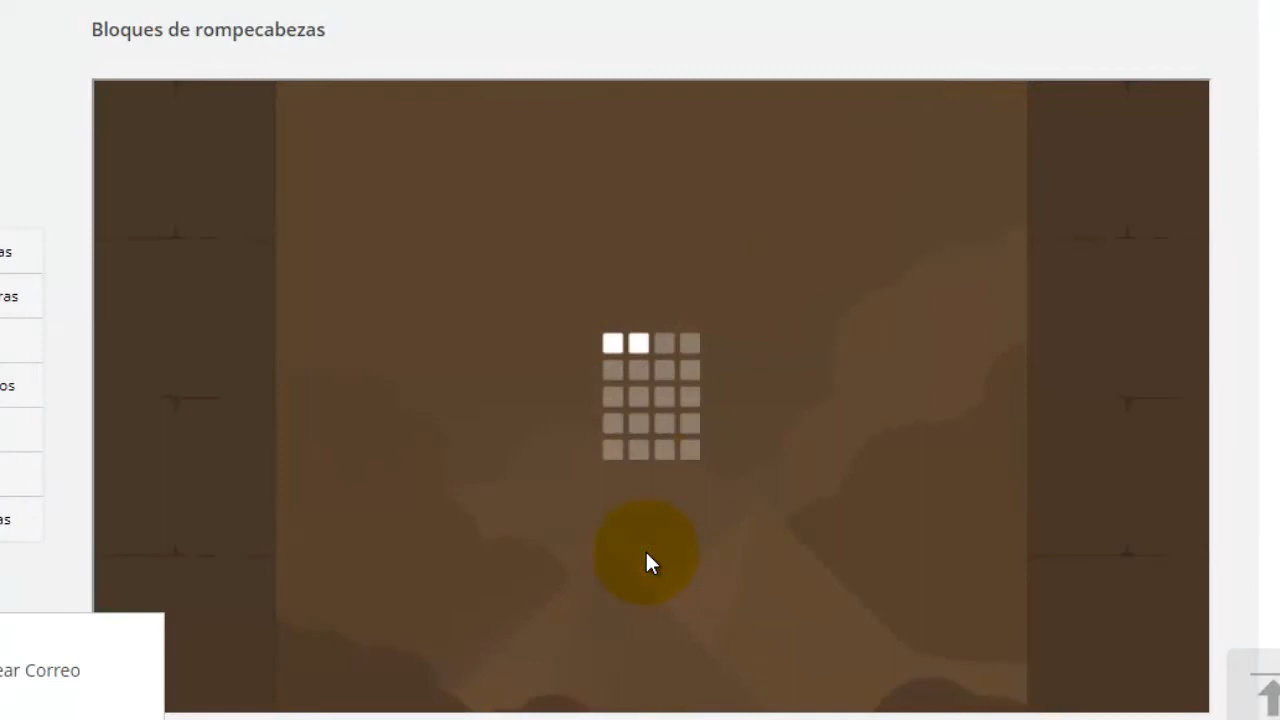 Bloques de rompecabezas
as
ras
os
as
ear Correo